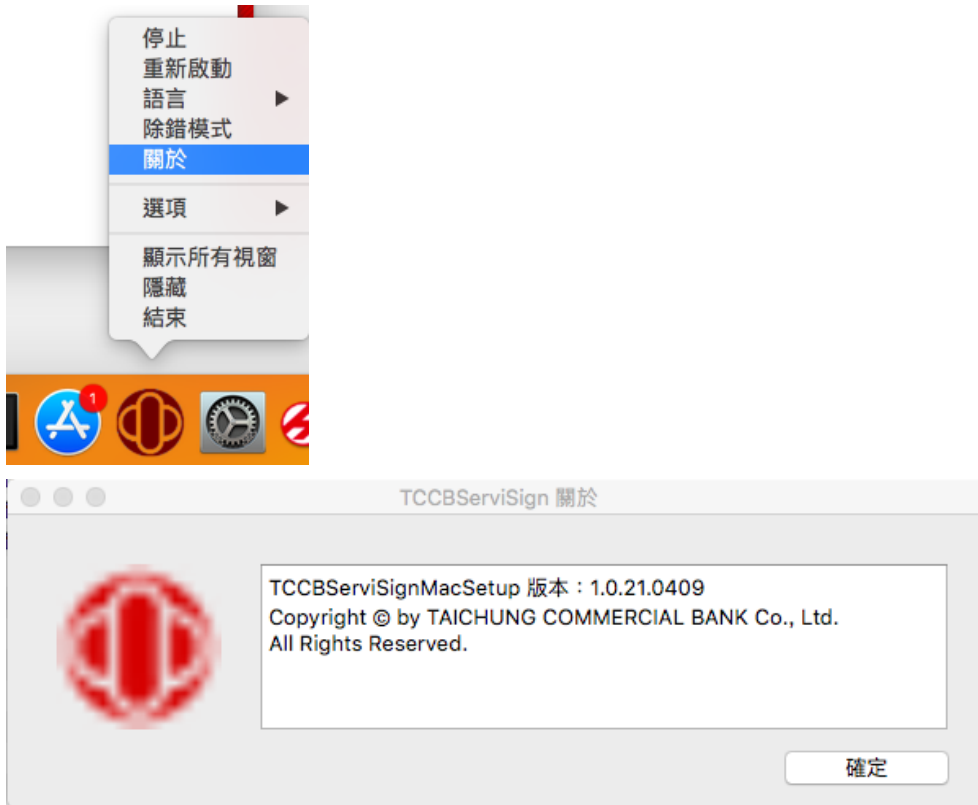 停止
重新啟動
語言
除錯模式
關於
選項
顯示所有視窗
隱藏
結束
1
TCCBServiSign 關於
TCCBServiSignMacSetup 版本：1.0.21.0409
Copyright © by TAICHUNG COMMERCIAL BANK Co., Ltd.
All Rights Reserved.
確定